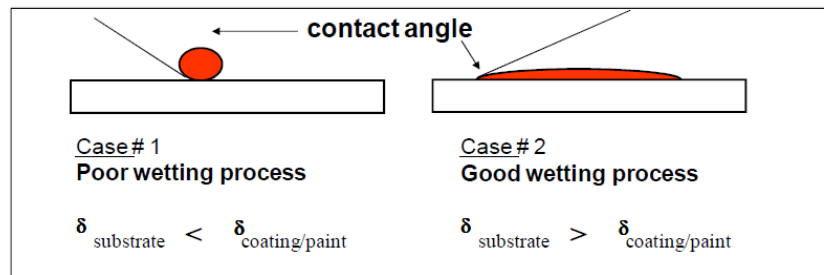 contact angle
Case # 1
Poor wetting process
δ substrate < δ coating/paint
Case # 2
Good wetting process
δ substrate > δ coating/paint